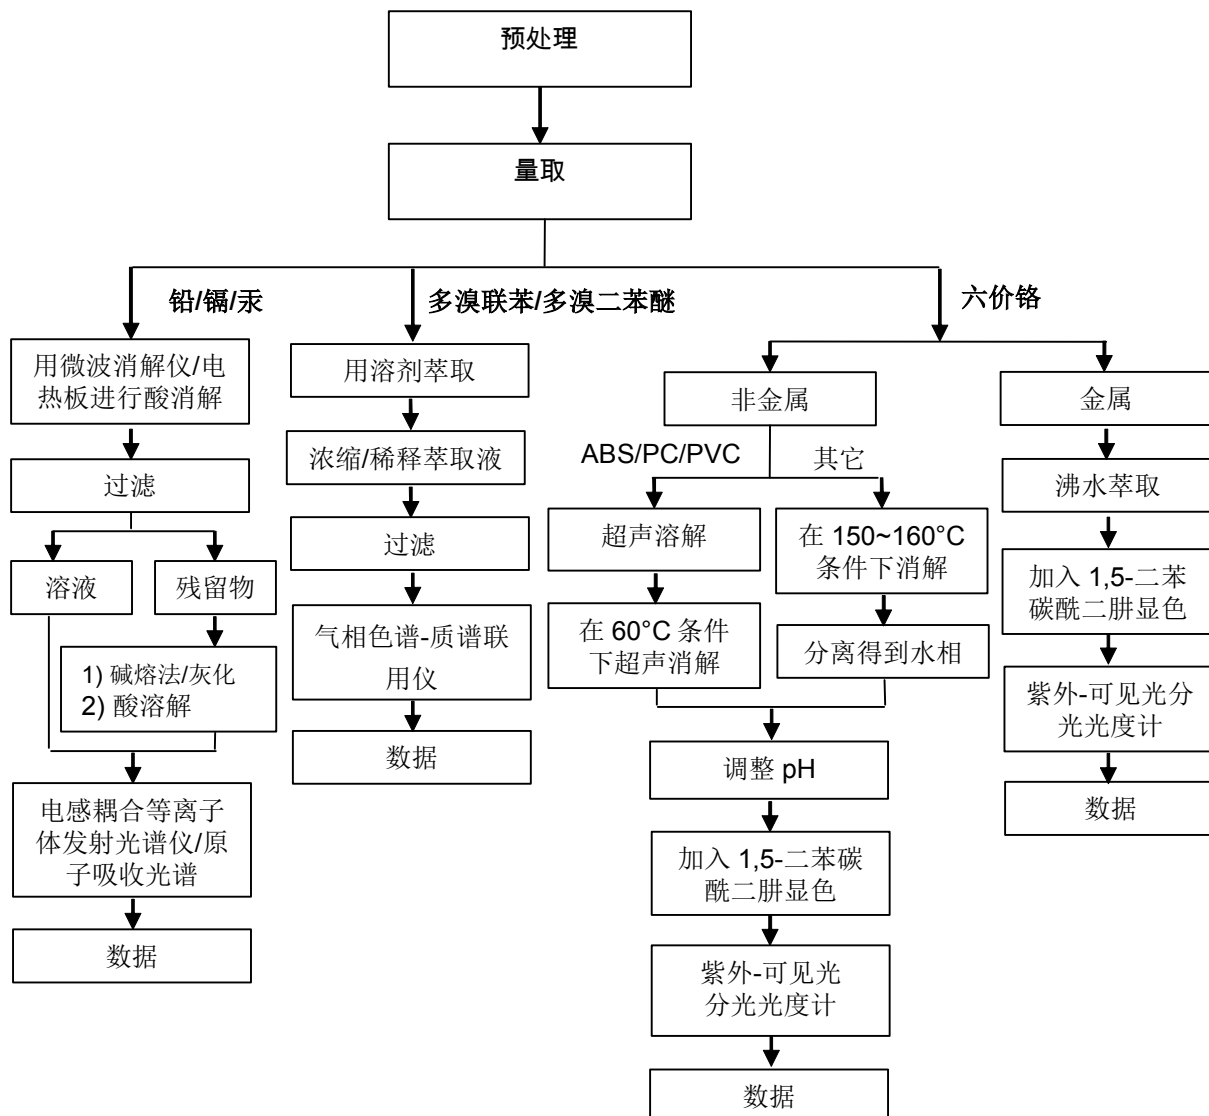 预处理
量取
铅/镉/汞
多溴联苯/多溴二苯醚
六价铬
用微波消解仪/电
热板进行酸消解
过滤
溶液
残留物
1) 碱熔法/灰化
2) 酸溶解
电感耦合等离子
体发射光谱仪/原
子吸收光谱
数据
用溶剂萃取
浓缩/稀释萃取液
过滤
气相色谱-质谱联
用仪
数据
非金属
ABS/PC/PVC
其它
超声溶解
在 60°C 条件
下超声消解
在 150~160°C
条件下消解
分离得到水相
调整 pH
加入 1,5-二苯碳
酰二肼显色
紫外-可见光
分光光度计
数据
金属
沸水萃取
加入 1,5-二苯
碳酰二肼显色
紫外-可见光分
光光度计
数据